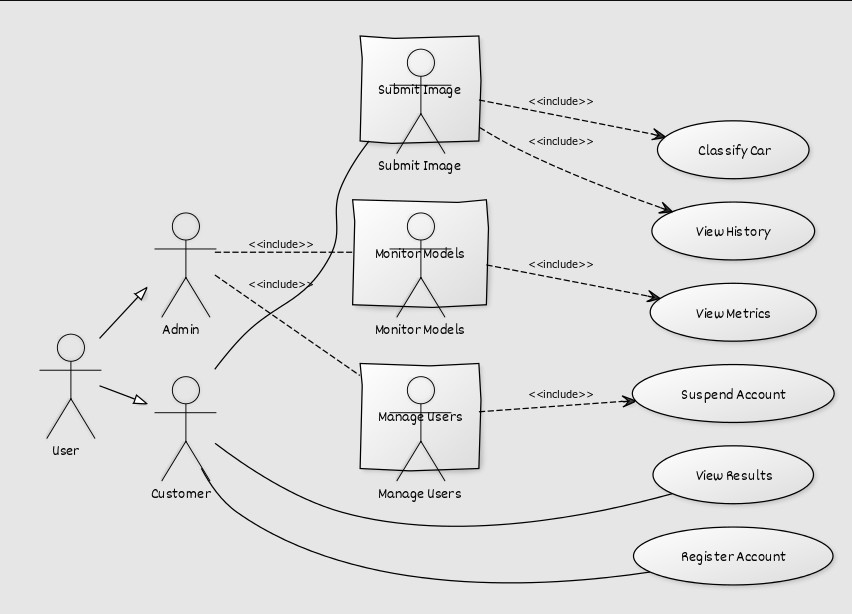 Submit Image
<<include>>
Submit Image
<<include>>
Classify Car
View History
<<include>>
Monitor Models
<<include>>
<<include>>
View Metrics
Admin
Monitor Models
User
Manage Users
<<include>>
Suspend Account
Customer
Manage Users
View Results
Register Account